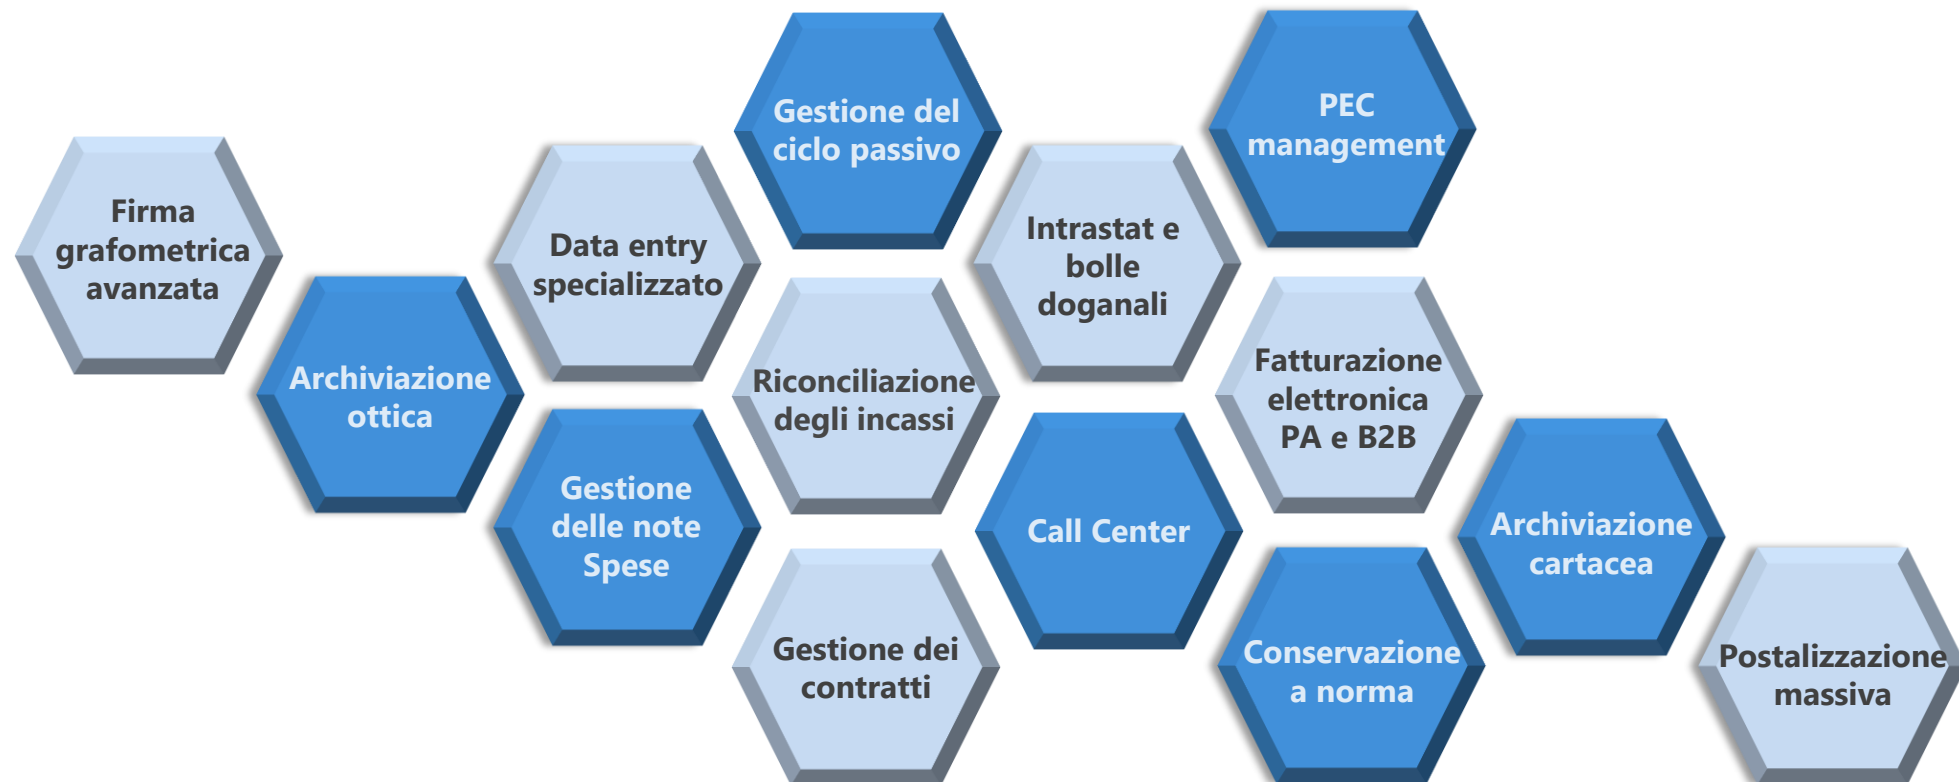 Firma
grafometrica
avanzata
Archiviazione
ottica
Data entry
specializzato
Gestione
delle note
Spese
Gestione del
ciclo passivo
Riconciliazione
degli incassi
Gestione dei
contratti
Intrastat e
bolle
doganali
Call Center
PEC
management
Fatturazione
elettronica
PA e B2B
Conservazione
a norma
Archiviazione
cartacea
Postalizzazione
massiva